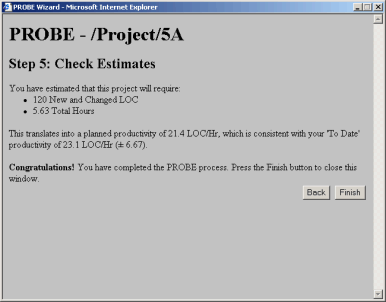 PROBE Wizard - Microsoft Internet Explorer
PROBE - /Project/5A
Step 5: Check Estimates
You have estimated that this project will require:
• 120 New and Changed LOC
• 5.63 Total Hours
This translates into a planned productivity of 21.4 LOC/Hr, which is consistent with your 'To Date'
productivity of 23.1 LOC/Hr (± 6.67).
Congratulations! You have completed the PROBE process. Press the Finish button to close this
window.
Back Finish